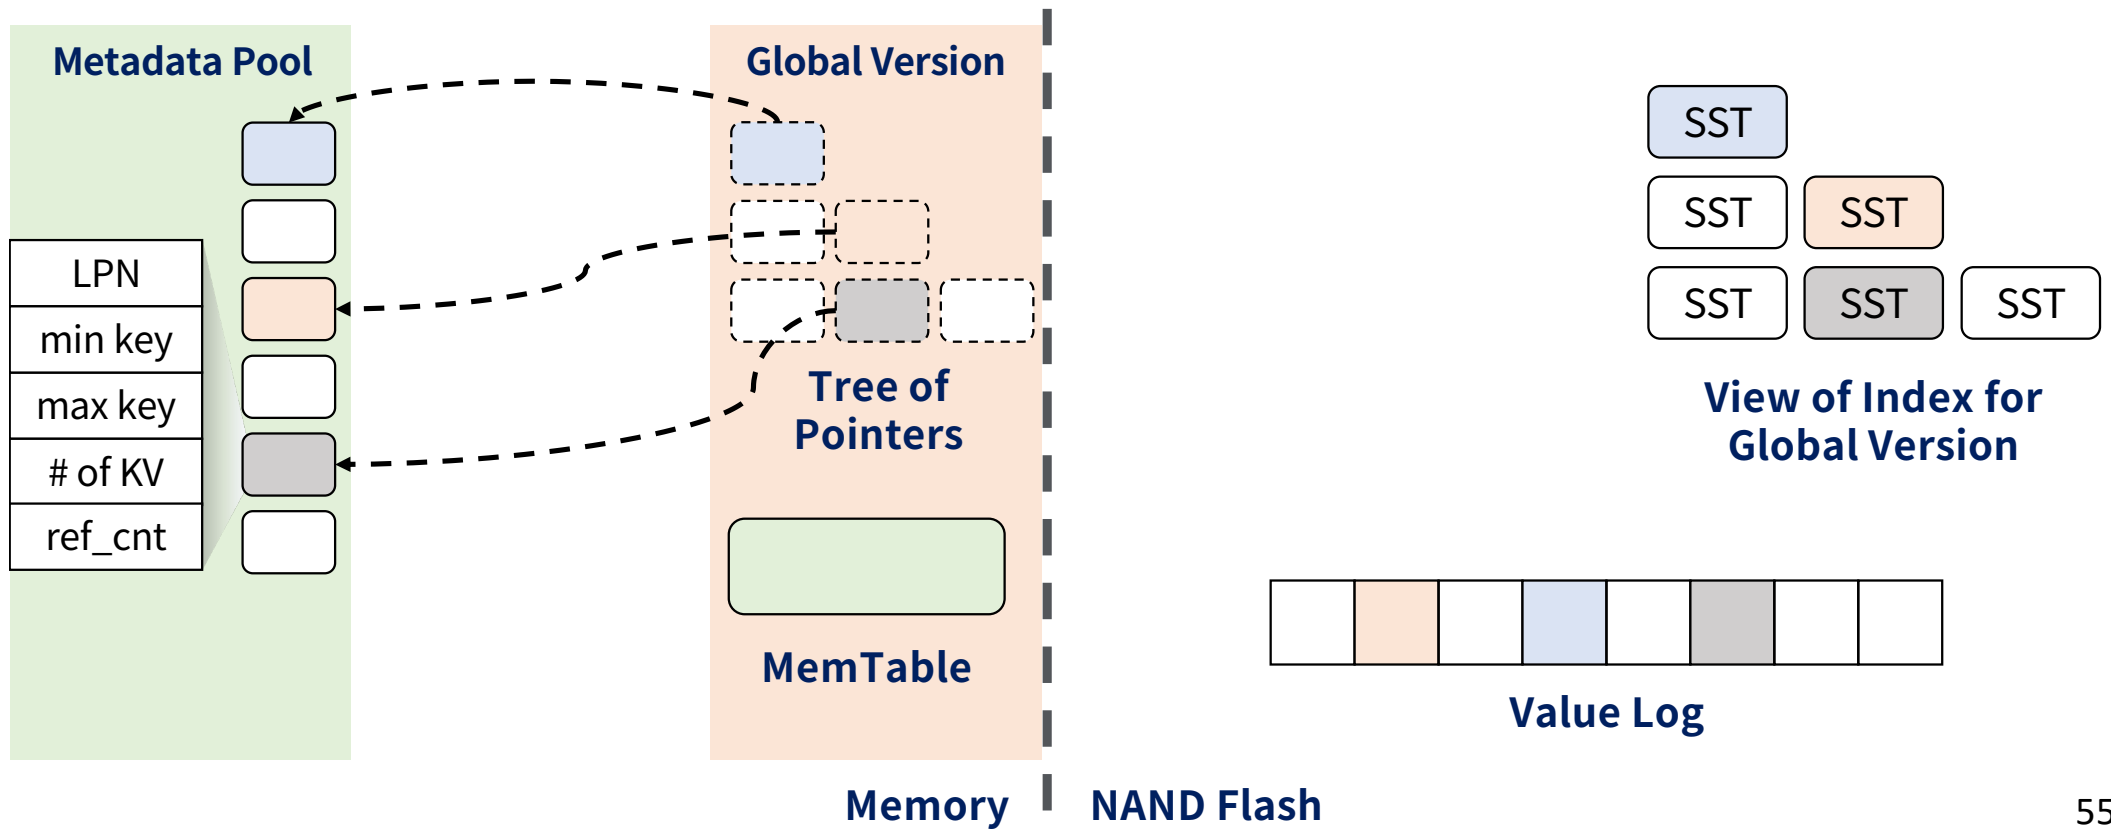 Metadata Pool
LPN
min key
max key
# of KV
ref_cnt
Global Version
Tree of
Pointers
MemTable
Memory
NAND Flash
SST
SST SST
SST SST SST
View of Index for
Global Version
Value Log
55